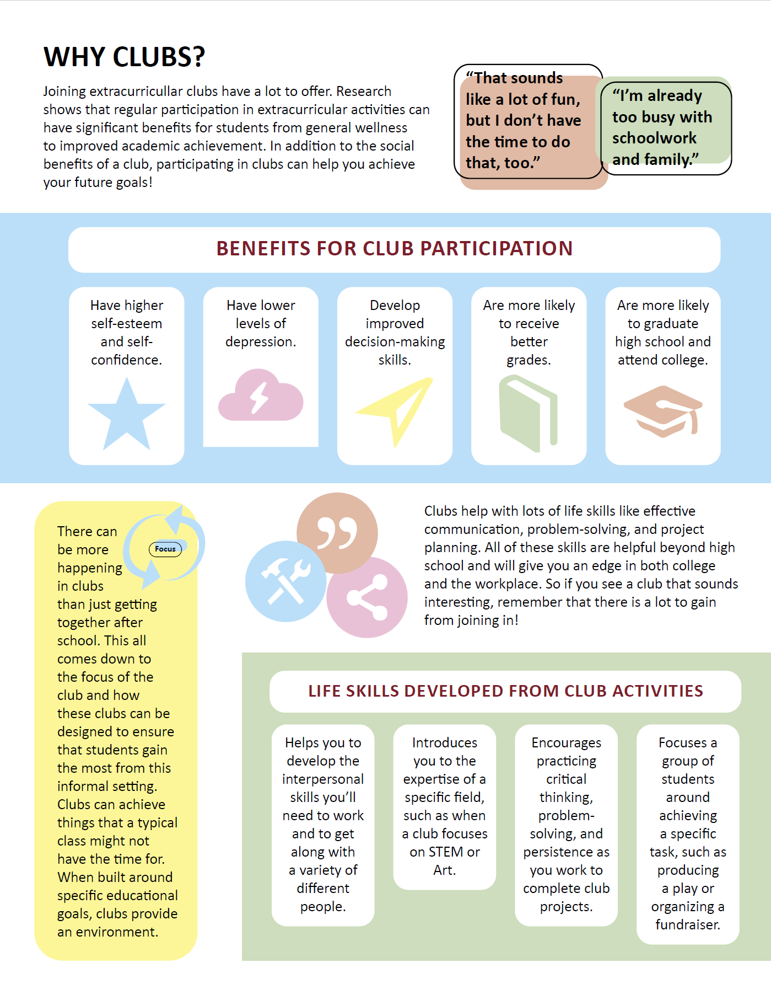 WHY CLUBS?
Joining extracurricullar clubs have a lot to offer. Research
shows that regular participation in extracurricular activities can
have significant benefits for students from general wellness
to improved academic achievement. In addition to the social
benefits of a club, participating in clubs can help you achieve
your future goals!
“That sounds
like a lot of fun,
but I don’t have
the time to do
that, too.”
“I’m already
too busy with
schoolwork
and family.”
BENEFITS FOR CLUB PARTICIPATION
Have higher
self-esteem
and self-
confidence.
Have lower
levels of
depression.
Develop
improved
decision-making
skills.
Are more likely
to receive
better
grades.
Are more likely
to graduate
high school and
attend college.
There can
be more
happening
in clubs
than just getting
together after
school. This all
comes down to
the focus of the
club and how
these clubs can be
designed to ensure
that students gain
the most from this
informal setting.
Clubs can achieve
things that a typical
class might not
have the time for.
When built around
specific educational
goals, clubs provide
an environment.
Focus
Clubs help with lots of life skills like effective
communication, problem-solving, and project
planning. All of these skills are helpful beyond high
school and will give you an edge in both college
and the workplace. So if you see a club that sounds
interesting, remember that there is a lot to gain
from joining in!
LIFE SKILLS DEVELOPED FROM CLUB ACTIVITIES
Helps you to
develop the
interpersonal
skills you’ll
need to work
and to get
along with
a variety of
different
people.
Introduces
you to the
expertise of a
specific field,
such as when
a club focuses
on STEM or
Art.
Encourages
practicing
critical
thinking,
problem-
solving, and
persistence as
you work to
complete club
projects.
Focuses a
group of
students
around
achieving
a specific
task, such as
producing
a play or
organizing a
fundraiser.